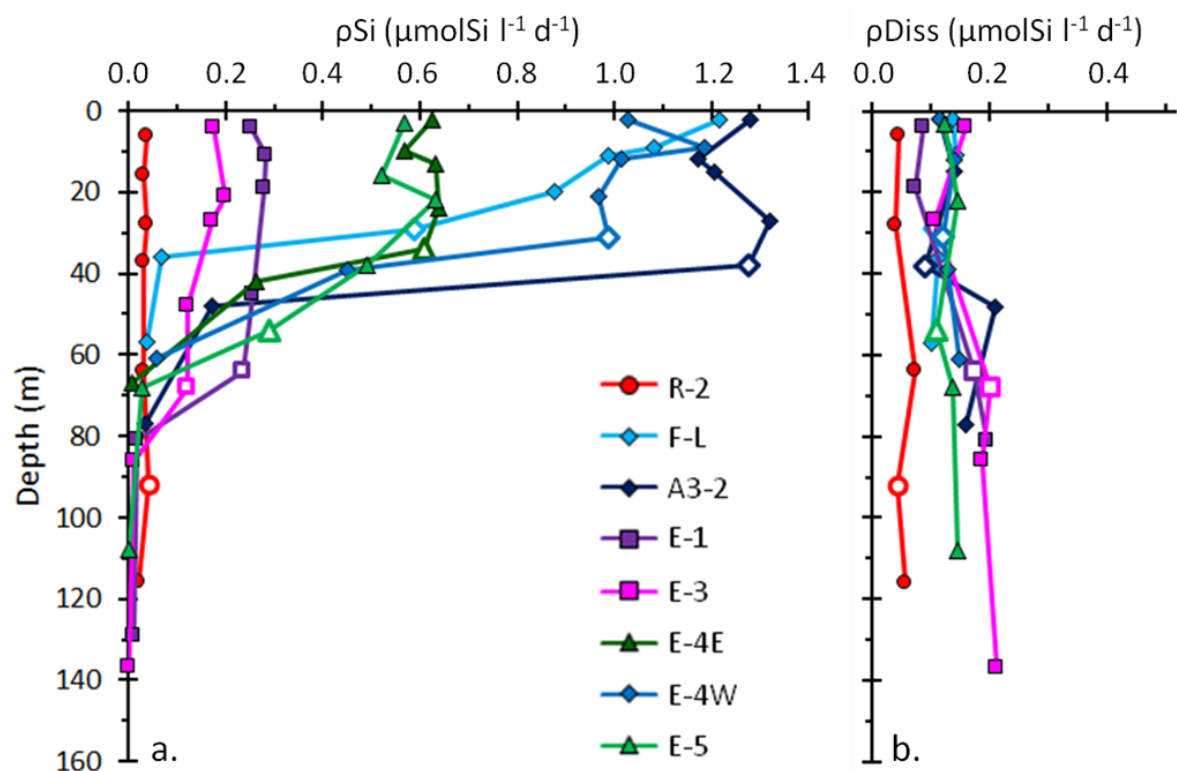 ρSi (µmolSi l⁻¹ d⁻¹)
ρDiss (µmolSi l⁻¹ d⁻¹)
0.0 0.2 0.4 0.6 0.8 1.0 1.2 1.4
0.0 0.2 0.4
Depth (m)
0
20
40
60
80
100
120
140
160
R-2
F-L
A3-2
E-1
E-3
E-4E
E-4W
E-5
a.
b.